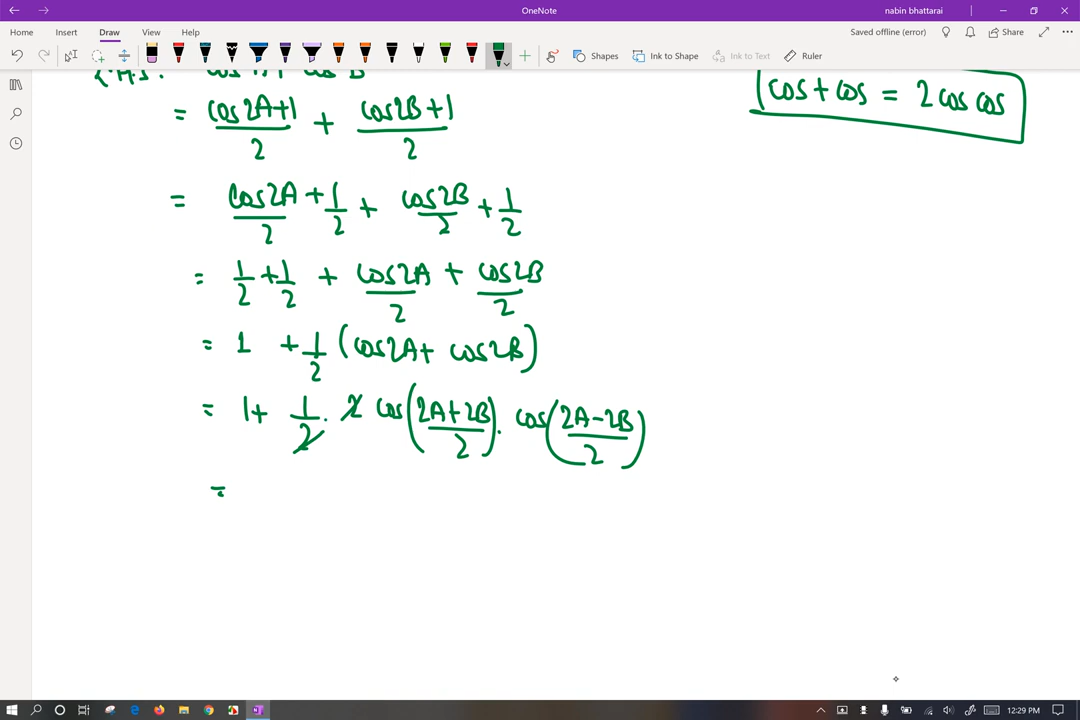 OneNote
nabin bhattarai
Home Insert Draw View Help
Saved offline (error) Share
Shapes Ink to Shape Ink to Text Ruler
cos + cos = 2 cos cos
= cos2A+1/2 + cos2B+1/2
= cos2A/2 + 1/2 + cos2B/2 + 1/2
= 1/2 + 1/2 + cos2A/2 + cos2B/2
= 1 + 1/2 (cos2A + cos2B)
= 1 + 1/2 . 2 cos(2A+2B/2) . cos(2A-2B/2)
=
12:29 PM